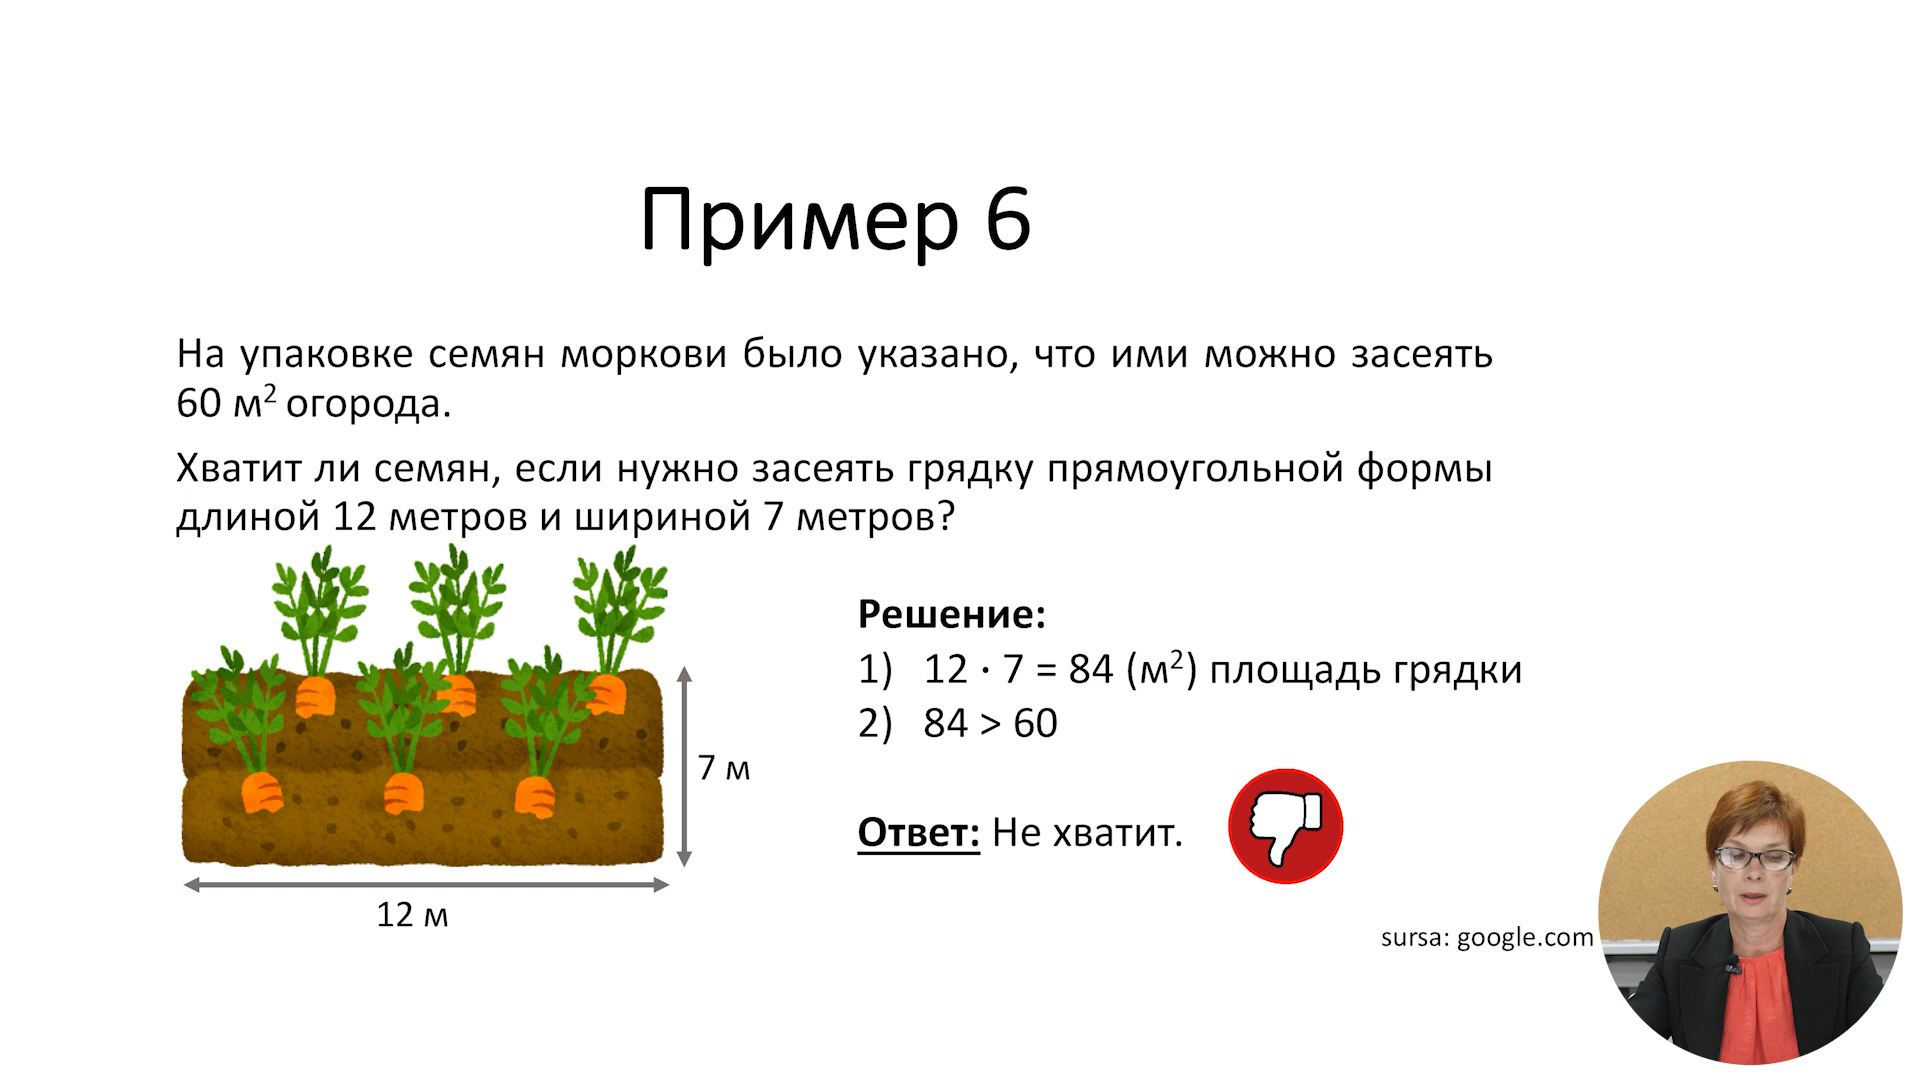 Пример 6
На упаковке семян моркови было указано, что ими можно засеять
60 м² огорода.
Хватит ли семян, если нужно засеять грядку прямоугольной формы
длиной 12 метров и шириной 7 метров?
Решение:
1) 12 · 7 = 84 (м²) площадь грядки
2) 84 > 60
7 м
Ответ: Не хватит.
12 м
sursa: google.com